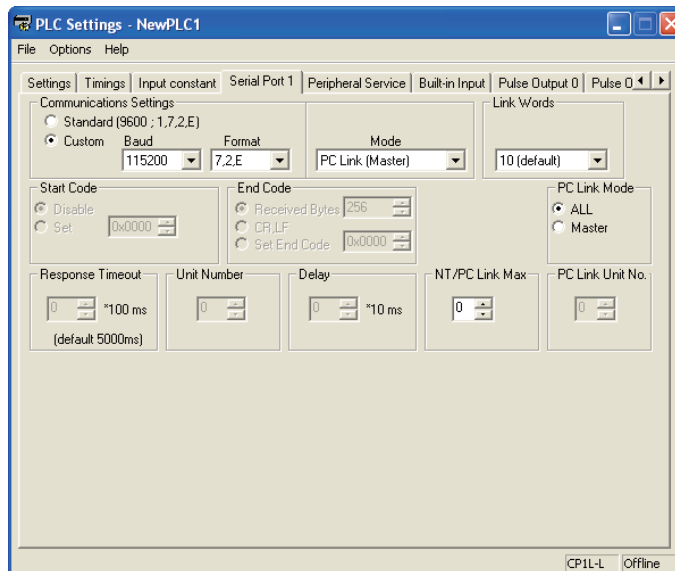 PLC Settings - NewPLC1
File Options Help
Settings Timings Input constant Serial Port 1 Peripheral Service Built-in Input Pulse Output 0 Pulse O
Communications Settings
Link Words
Standard (9600 ; 1,7,2,E)
Custom Baud Format Mode
115200 7,2,E PC Link (Master) 10 (default)
Start Code End Code PC Link Mode
Disable Received Bytes 256 ALL
Set 0x0000 CR,LF Master
Set End Code 0x0000
Response Timeout Unit Number Delay NT/PC Link Max PC Link Unit No.
0 *100 ms 0 0 *10 ms 0 0
(default 5000ms)
CP1L-L Offline